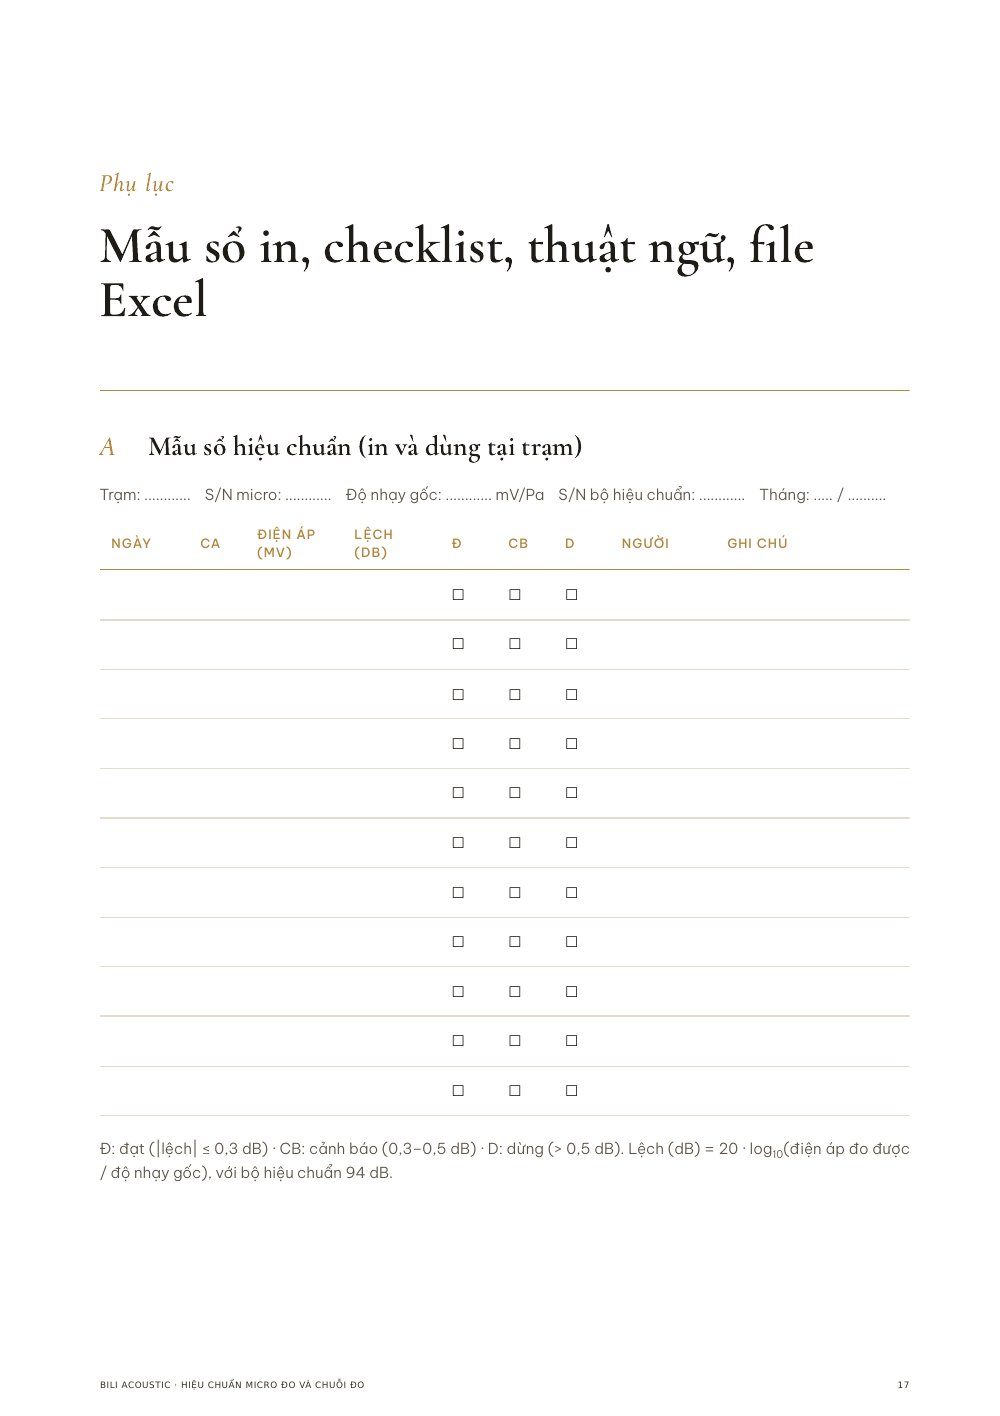 Phụ lục
Mẫu sổ in, checklist, thuật ngữ, file
Excel
A Mẫu sổ hiệu chuẩn (in và dùng tại trạm)
Trạm: ............ S/N micro: ............ Độ nhạy gốc: ............ mV/Pa S/N bộ hiệu chuẩn: ............ Tháng: ..... / ..........
NGÀY CA ĐIỆN ÁP (MV) LỆCH (DB) Đ CB D NGƯỜI GHI CHÚ
☐ ☐ ☐
☐ ☐ ☐
☐ ☐ ☐
☐ ☐ ☐
☐ ☐ ☐
☐ ☐ ☐
☐ ☐ ☐
☐ ☐ ☐
☐ ☐ ☐
☐ ☐ ☐
☐ ☐ ☐
Đ: đạt (|lệch| ≤ 0,3 dB) · CB: cảnh báo (0,3–0,5 dB) · D: dừng (> 0,5 dB). Lệch (dB) = 20 · log₁₀(điện áp đo được
/ độ nhạy gốc), với bộ hiệu chuẩn 94 dB.
BILI ACOUSTIC · HIỆU CHUẨN MICRO ĐO VÀ CHUỖI ĐO 17